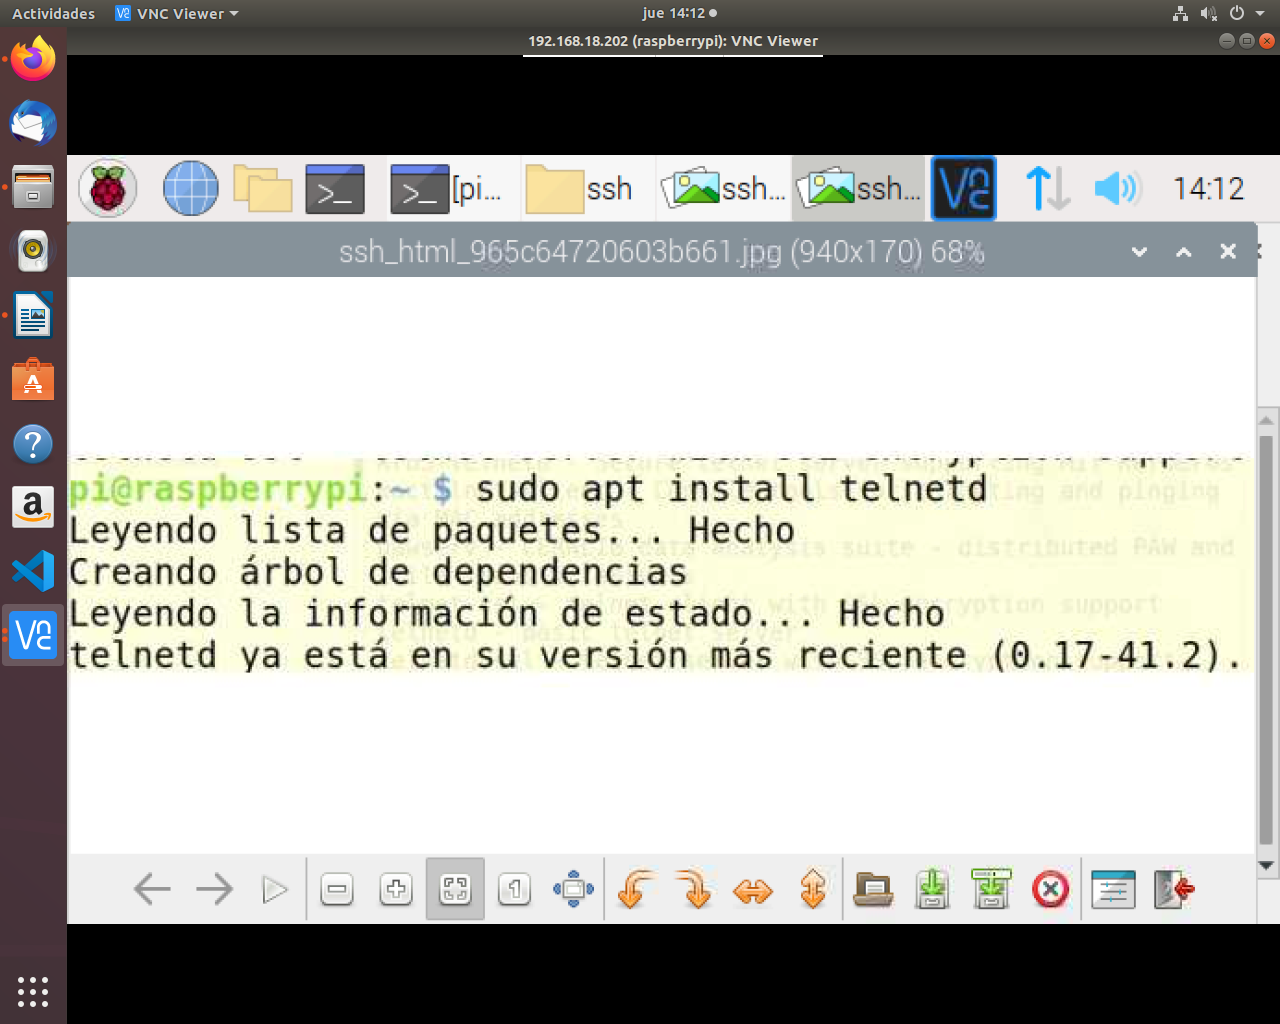 Actividades VNC Viewer jue 14:12
192.168.18.202 (raspberrypi): VNC Viewer
[pi... ssh ssh... ssh... 14:12
ssh_html_965c64720603b661.jpg (940x170) 68%
pi@raspberrypi:~ $ sudo apt install telnetd
Leyendo lista de paquetes... Hecho
Creando árbol de dependencias
Leyendo la información de estado... Hecho
telnetd ya está en su versión más reciente (0.17-41.2).